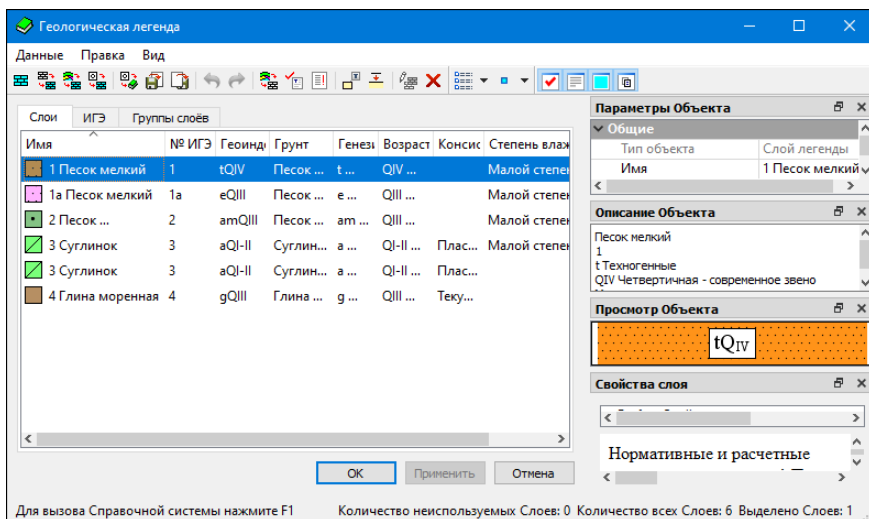 Геологическая легенда
Данные Правка Вид
Слои ИГЭ Группы слоёв
Имя № ИГЭ Геоинд Грунт Генези Возраст Консис Степень влаж
1 Песок мелкий 1 tQIV Песок ... t ... QIV ... Малой степен
1а Песок мелкий 1а eQIII Песок ... e ... QIII ... Малой степен
2 Песок ... 2 amQIII Песок ... am ... QIII ... Малой степен
3 Суглинок 3 aQI-II Суглин... a ... QI-II ... Плас... Малой степен
3 Суглинок 3 aQI-II Суглин... a ... QI-II ... Плас...
4 Глина моренная 4 gQIII Глина ... g ... QIII ... Теку...
OK Применить Отмена
Параметры Объекта
Общие
Тип объекта Слой легенды
Имя 1 Песок мелкий
Описание Объекта
Песок мелкий
1
t Техногенные
QIV Четвертичная - современное звено
Просмотр Объекта
tQIV
Свойства слоя
Нормативные и расчетные
Для вызова Справочной системы нажмите F1 Количество неиспользуемых Слоев: 0 Количество всех Слоев: 6 Выделено Слоев: 1